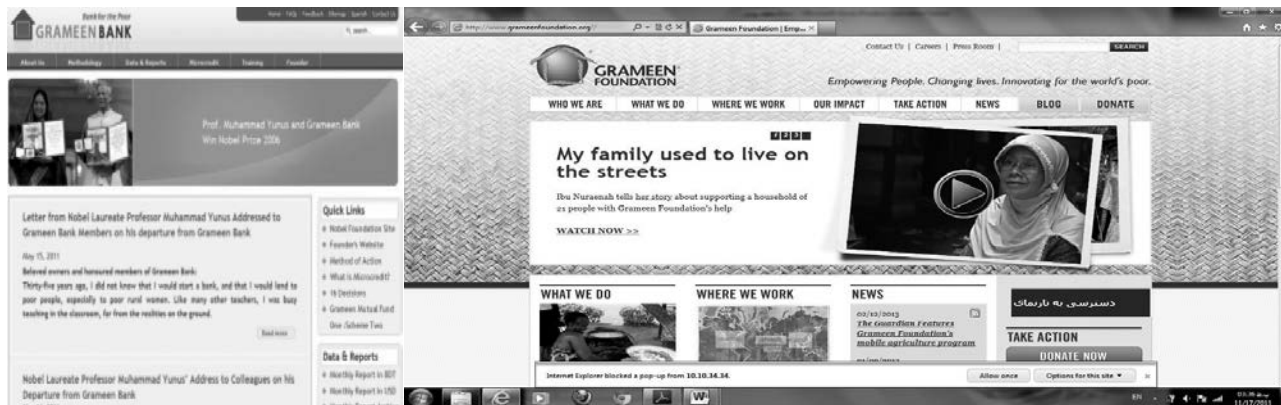 Bank for the Poor
GRAMEEN BANK
Home FAQ Feedback Sitemap Spanish Contact Us
search
About Us Methodology Data & Reports Microcredit Training Founder
Prof. Muhammad Yunus and Grameen Bank
Win Nobel Prize 2006
Letter from Nobel Laureate Professor Muhammad Yunus Addressed to
Grameen Bank Members on his departure from Grameen Bank
May 15, 2011
Beloved owners and honoured members of Grameen Bank:
Thirty-five years ago, I did not know that I would start a bank, and that I would lend to
poor people, especially to poor rural women. Like many other teachers, I was busy
teaching in the classroom, far from the realities on the ground.
Read more
Nobel Laureate Professor Muhammad Yunus' Address to Colleagues on his
Departure from Grameen Bank
Quick Links
Nobel Foundation Site
Founder's Website
Method of Action
What is Microcredit?
16 Decisions
Grameen Mutual Fund
One :Scheme Two
Data & Reports
Monthly Report in BDT
Monthly Report in USD
http://www.grameenfoundation.org//
Grameen Foundation | Emp...
Contact Us | Careers | Press Room |
SEARCH
GRAMEEN
FOUNDATION
Empowering People. Changing lives. Innovating for the world's poor.
WHO WE ARE WHAT WE DO WHERE WE WORK OUR IMPACT TAKE ACTION NEWS BLOG DONATE
1 2 3
My family used to live on
the streets
Ibu Nuraenah tells her story about supporting a household of
21 people with Grameen Foundation's help
WATCH NOW >>
WHAT WE DO
WHERE WE WORK
NEWS
02/12/2013
The Guardian Features
Grameen Foundation's
mobile agriculture program
دسترسی به تارنمای
TAKE ACTION
DONATE NOW
Internet Explorer blocked a pop-up from 10.10.34.34.
Allow once
Options for this site
EN
11/17/2011